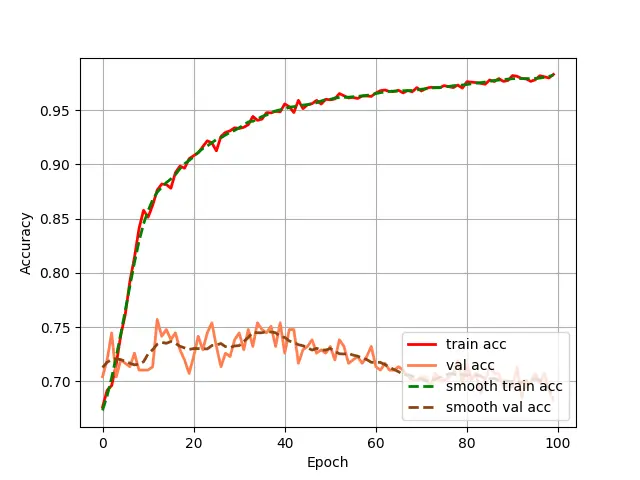 0.95
0.90
0.85
0.80
0.75
0.70
Accuracy
train acc
val acc
smooth train acc
smooth val acc
0 20 40 60 80 100
Epoch